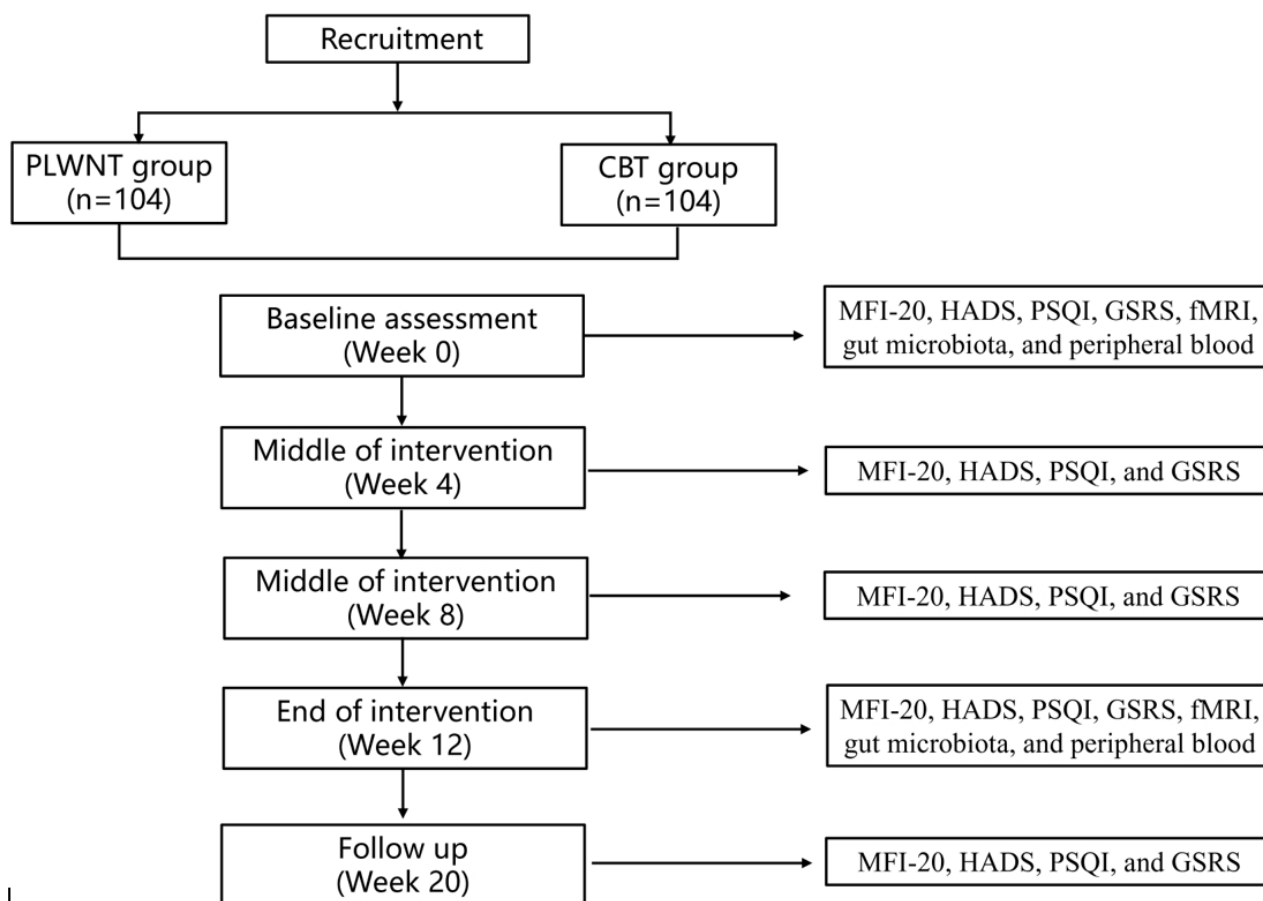 Recruitment
PLWNT group
(n=104)
CBT group
(n=104)
Baseline assessment
(Week 0)
MFI-20, HADS, PSQI, GSRS, fMRI,
gut microbiota, and peripheral blood
Middle of intervention
(Week 4)
MFI-20, HADS, PSQI, and GSRS
Middle of intervention
(Week 8)
MFI-20, HADS, PSQI, and GSRS
End of intervention
(Week 12)
MFI-20, HADS, PSQI, GSRS, fMRI,
gut microbiota, and peripheral blood
Follow up
(Week 20)
MFI-20, HADS, PSQI, and GSRS